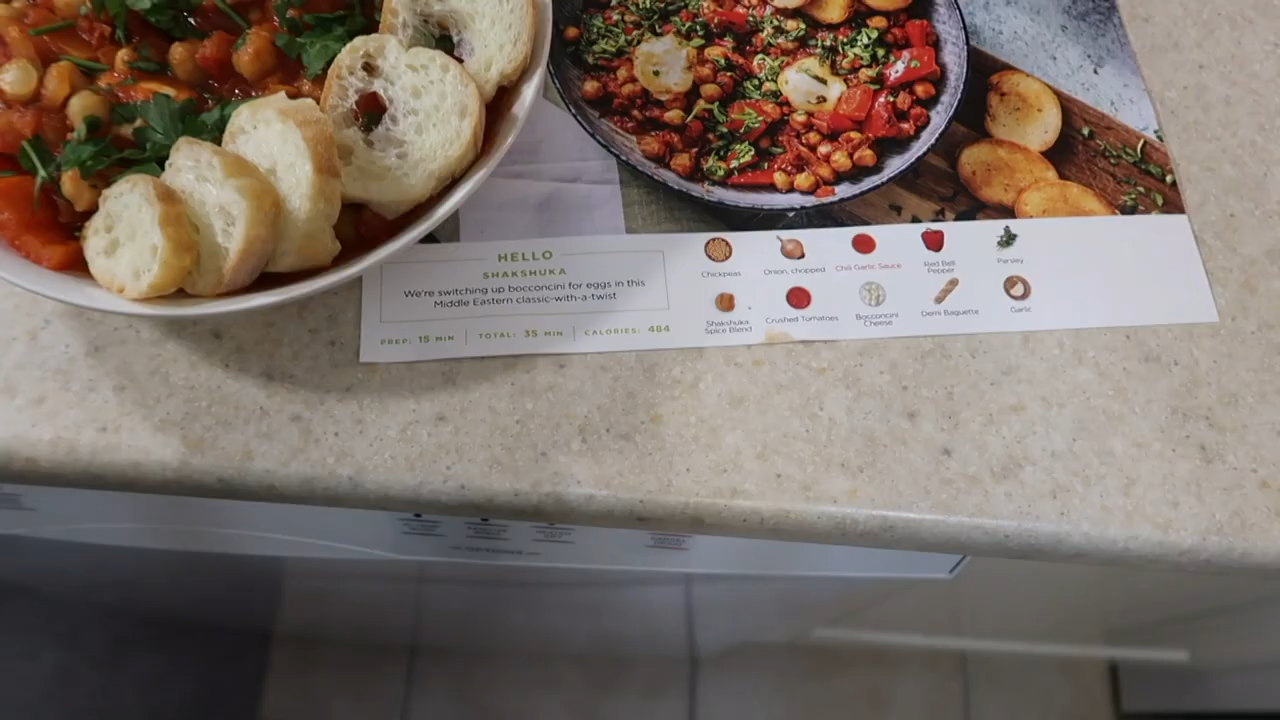 HELLO
SHAKSHUKA
We're switching up bocconcini for eggs in this
Middle Eastern classic-with-a-twist
PREP: 15 MIN
TOTAL: 35 MIN
CALORIES: 484
Chickpeas
Onion, chopped
Chili Garlic Sauce
Red Bell
Pepper
Parsley
Shakshuka
Spice Blend
Crushed Tomatoes
Bocconcini
Cheese
Demi Baguette
Garlic